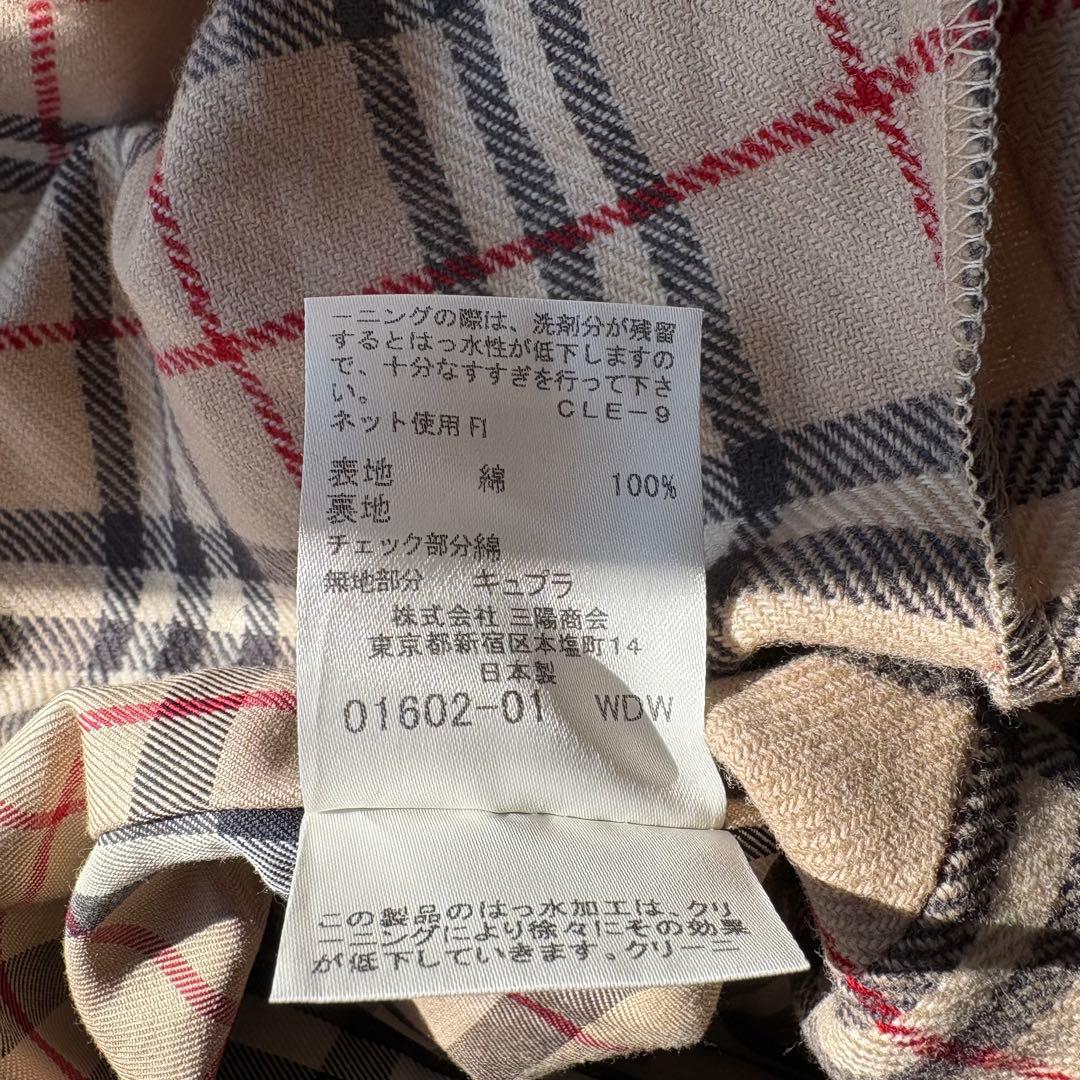 ーニングの際は、洗剤分が残留
するとはっ水性が低下しますの
で、十分なすすぎを行って下さ
い。 CLE-9
ネット使用 FI
表地 綿 100%
裏地
チェック部分綿
無地部分 キュプラ
株式会社 三陽商会
東京都新宿区本塩町14
日本製
01602-01 WDW
この製品のはっ水加工は、クリ
ーニングにより徐々にその効果
が低下していきます。クリーニ